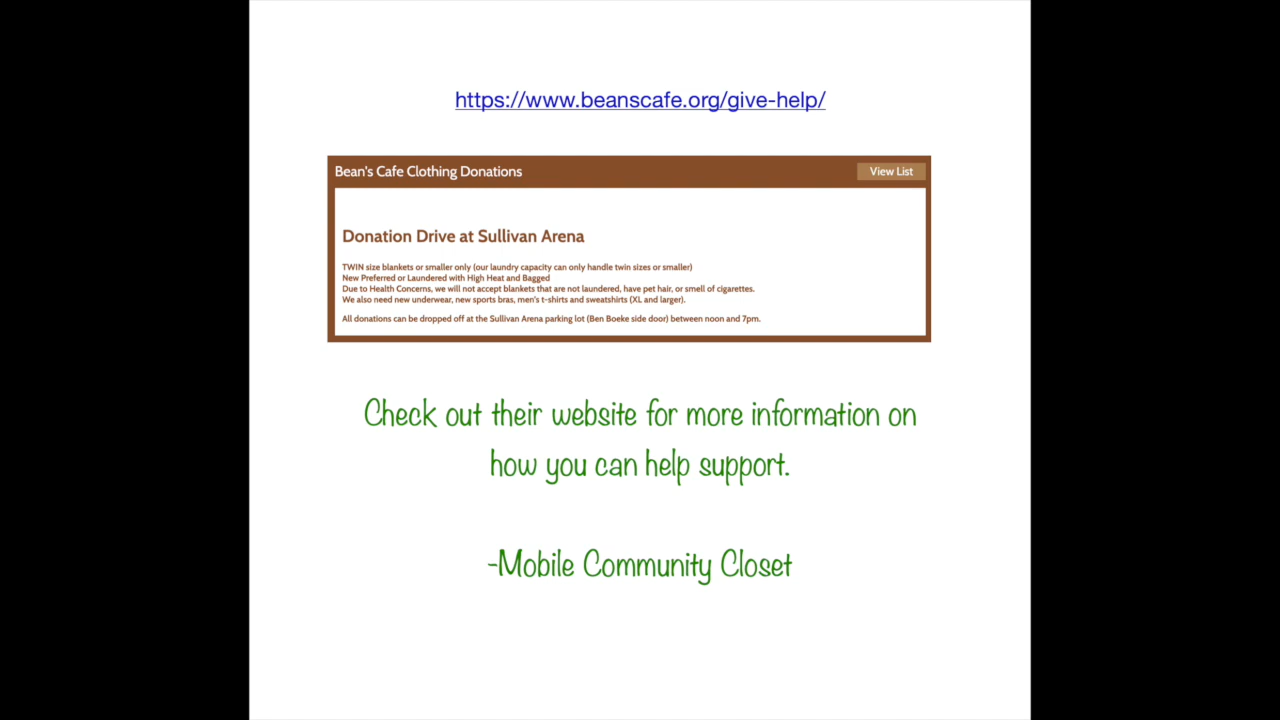 https://www.beanscafe.org/give-help/
Bean's Cafe Clothing Donations
View List
Donation Drive at Sullivan Arena
TWIN size blankets or smaller only (our laundry capacity can only handle twin sizes or smaller)
New Preferred or Laundered with High Heat and Bagged
Due to Health Concerns, we will not accept blankets that are not laundered, have pet hair, or smell of cigarettes.
We also need new underwear, new sports bras, men's t-shirts and sweatshirts (XL and larger).
All donations can be dropped off at the Sullivan Arena parking lot (Ben Boeke side door) between noon and 7pm.
Check out their website for more information on
how you can help support.
-Mobile Community Closet